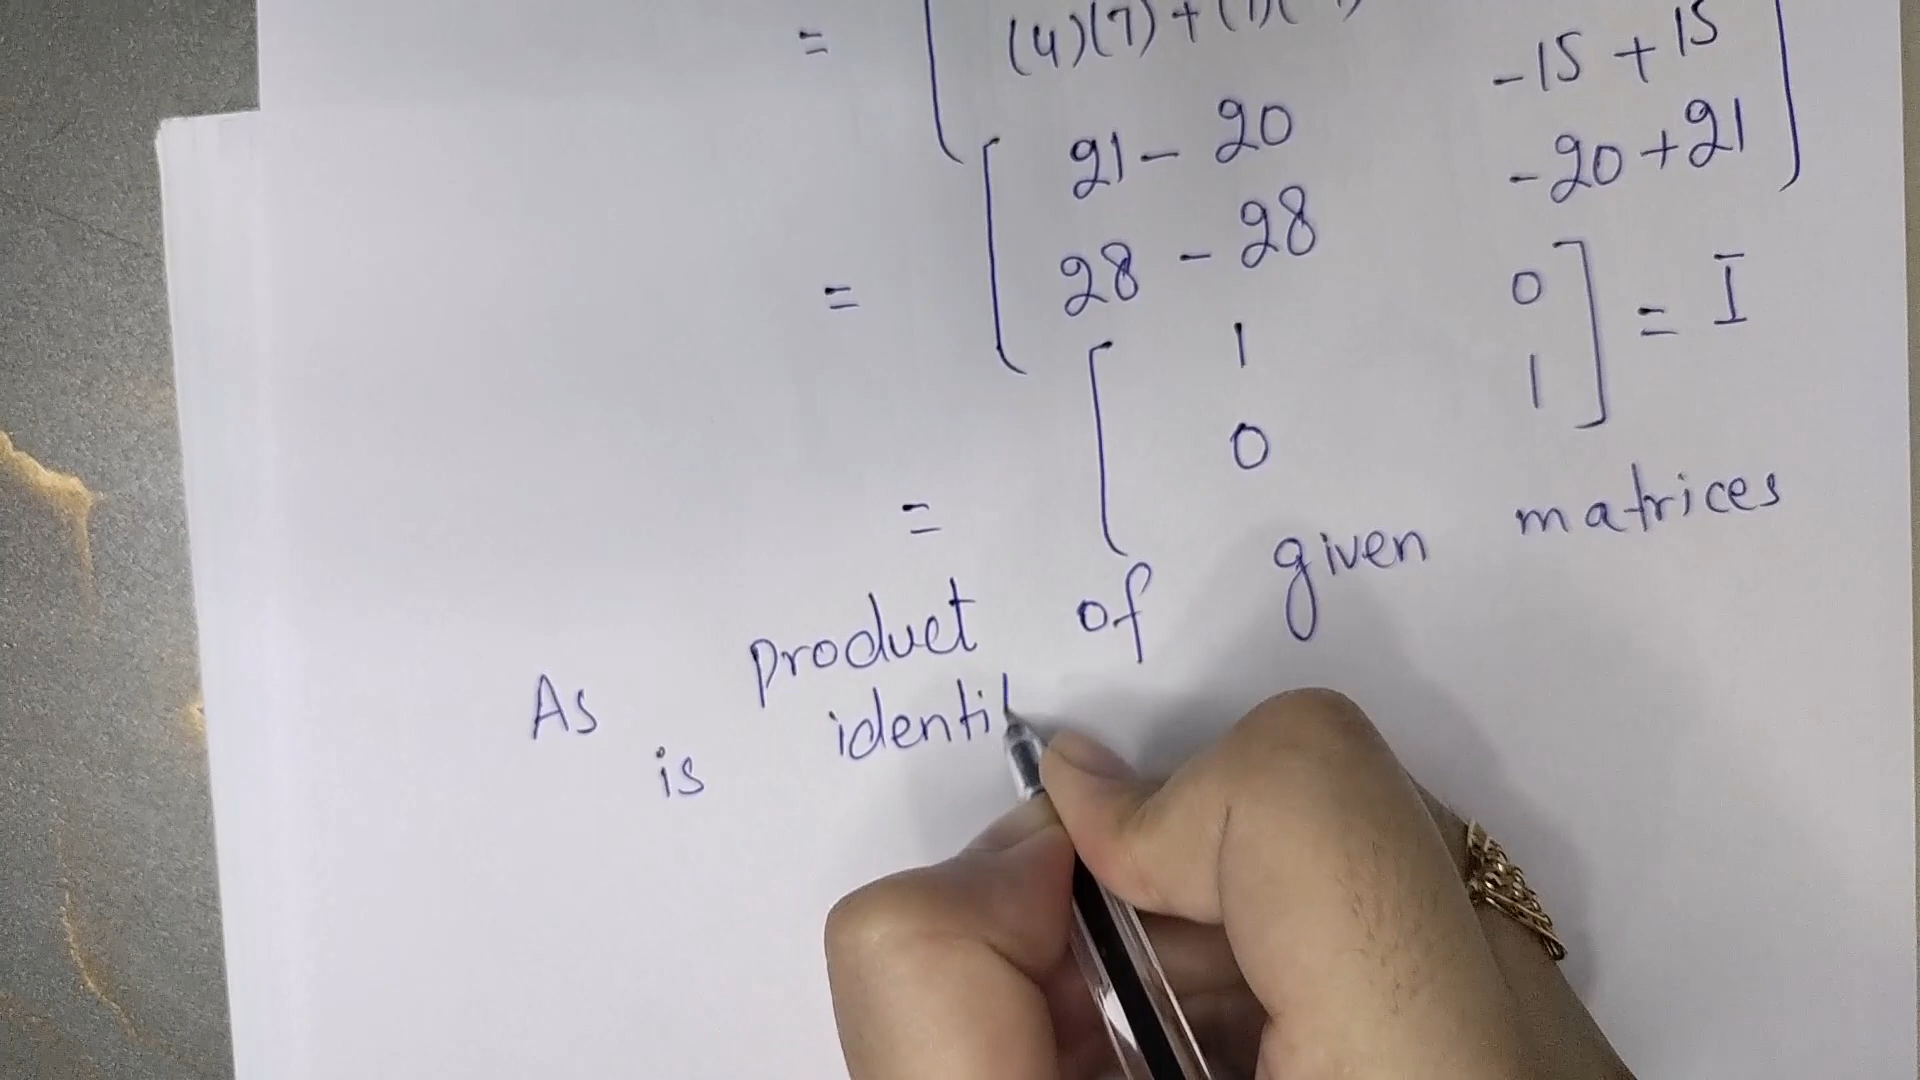 = (4)(7) + (
21 - 20 -15 + 15
= 28 - 28 -20 + 21
1 0
= 0 1 = I
As product of given matrices
is identi